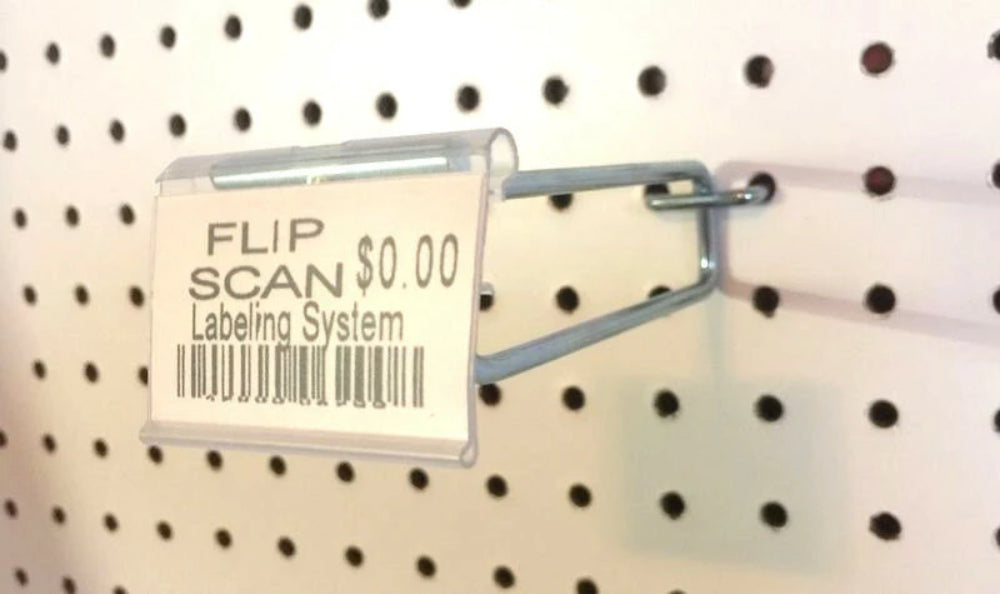 FLIP
SCAN $0.00
Labeling System